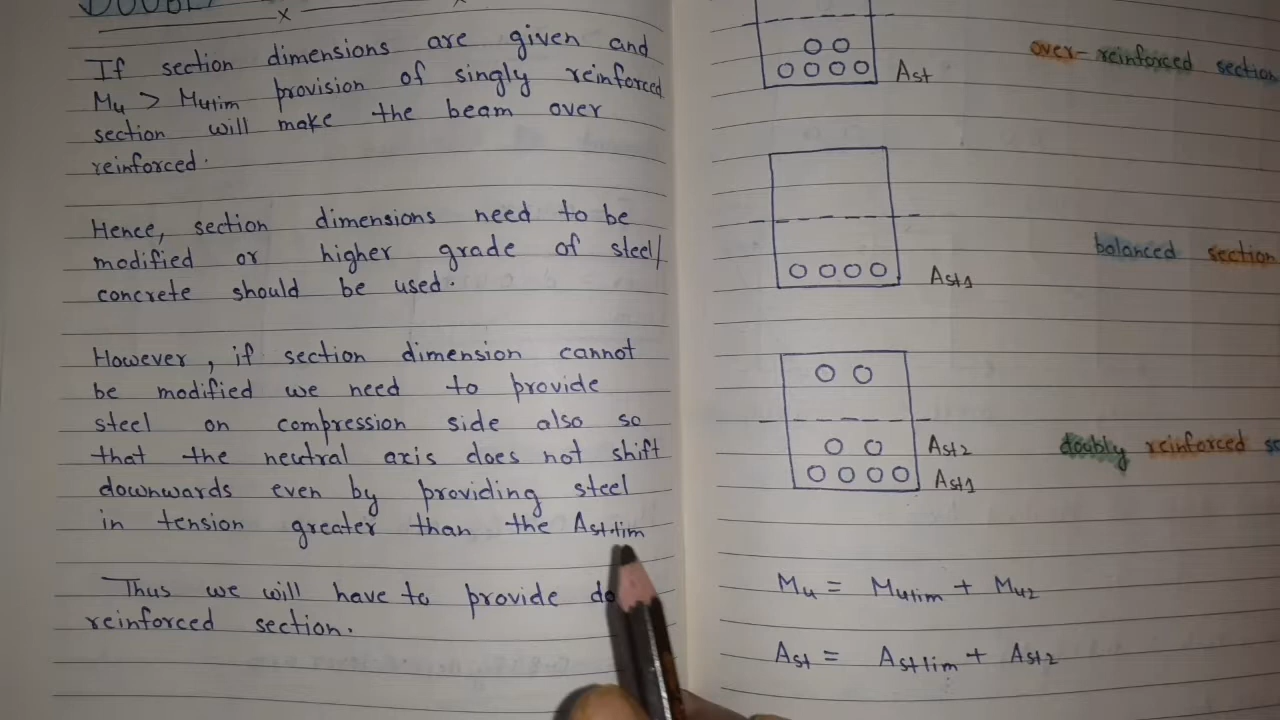 DOUBL
x x
If section dimensions are given and
Mu > Mulim provision of singly reinforced
section will make the beam over
reinforced.
Hence, section dimensions need to be
modified or higher grade of steel/
concrete should be used.
However, if section dimension cannot
be modified we need to provide
steel on compression side also so
that the neutral axis does not shift
downwards even by providing steel
in tension greater than the Astlim
Thus we will have to provide do
reinforced section.
Ast
over-reinforced section
Ast1
balanced section
Ast2
doubly reinforced
Ast1
Mu = Mulim + Mu2
Ast = Astlim + Ast2